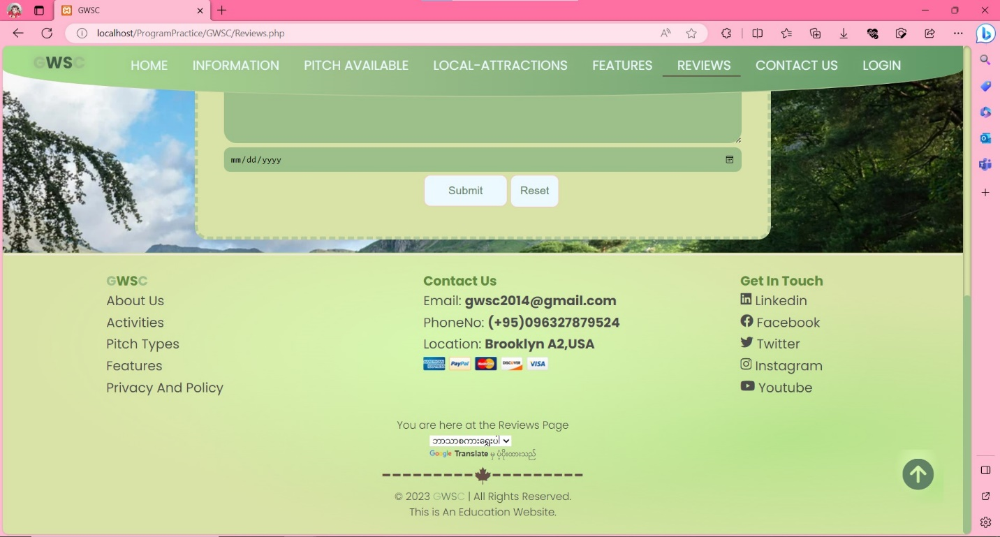 GWSC
localhost/ProgramPractice/GWSC/Reviews.php
GWSC
HOME
INFORMATION
PITCH AVAILABLE
LOCAL-ATTRACTIONS
FEATURES
REVIEWS
CONTACT US
LOGIN
mm/dd/yyyy
Submit
Reset
GWSC
About Us
Activities
Pitch Types
Features
Privacy And Policy
Contact Us
Email: gwsc2014@gmail.com
PhoneNo: (+95)096327879524
Location: Brooklyn A2,USA
AMERICAN EXPRESS PayPal MasterCard DISCOVER VISA
Get In Touch
Linkedin
Facebook
Twitter
Instagram
Youtube
You are here at the Reviews Page
ဘာသာစကားရွေးပါ
Google Translate မှ ပံ့ပိုးထားသည်
© 2023 GWSC | All Rights Reserved.
This is An Education Website.